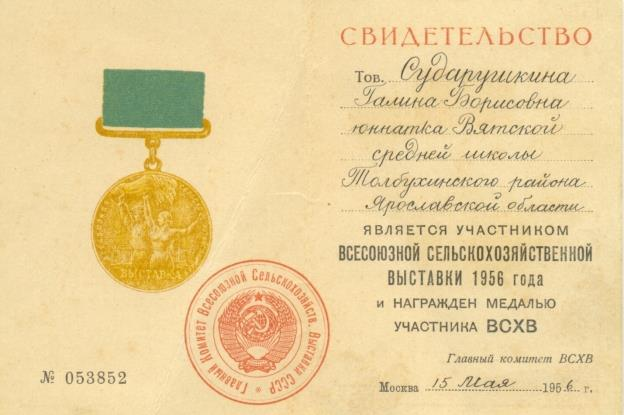 СВИДЕТЕЛЬСТВО
Тов. Сударушкина
Галина Борисовна
юннатка Вятской
средней школы
Толбухинского района
Ярославской области
ЯВЛЯЕТСЯ УЧАСТНИКОМ
ВСЕСОЮЗНОЙ СЕЛЬСКОХОЗЯЙСТВЕННОЙ
ВЫСТАВКИ 1956 года
и НАГРАЖДЕН МЕДАЛЬЮ
УЧАСТНИКА ВСХВ
Главный комитет ВСХВ
Москва 15 Мая 1956 г.
ВЫСТАВКА
Главный Комитет Всесоюзной Сельскохозяйств. Выставки СССР
№ 053852